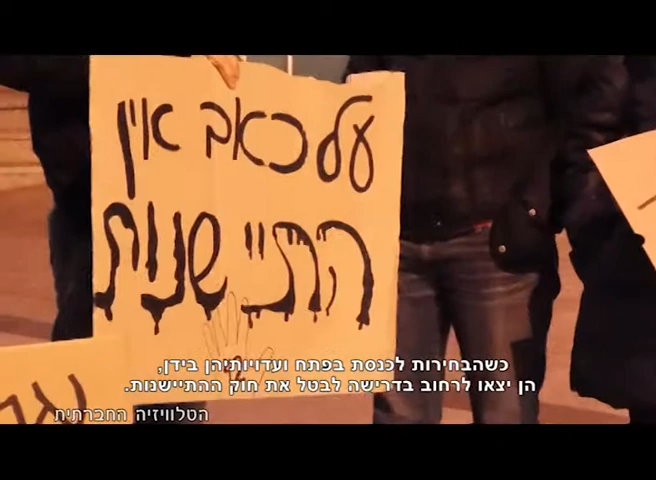 על כאב אין
התיישנות
כשהבחירות לכנסת בפתח ועדויותיהן בידן,
הן יצאו לרחוב בדרישה לבטל את חוק ההתיישנות.
הטלוויזיה החברתית